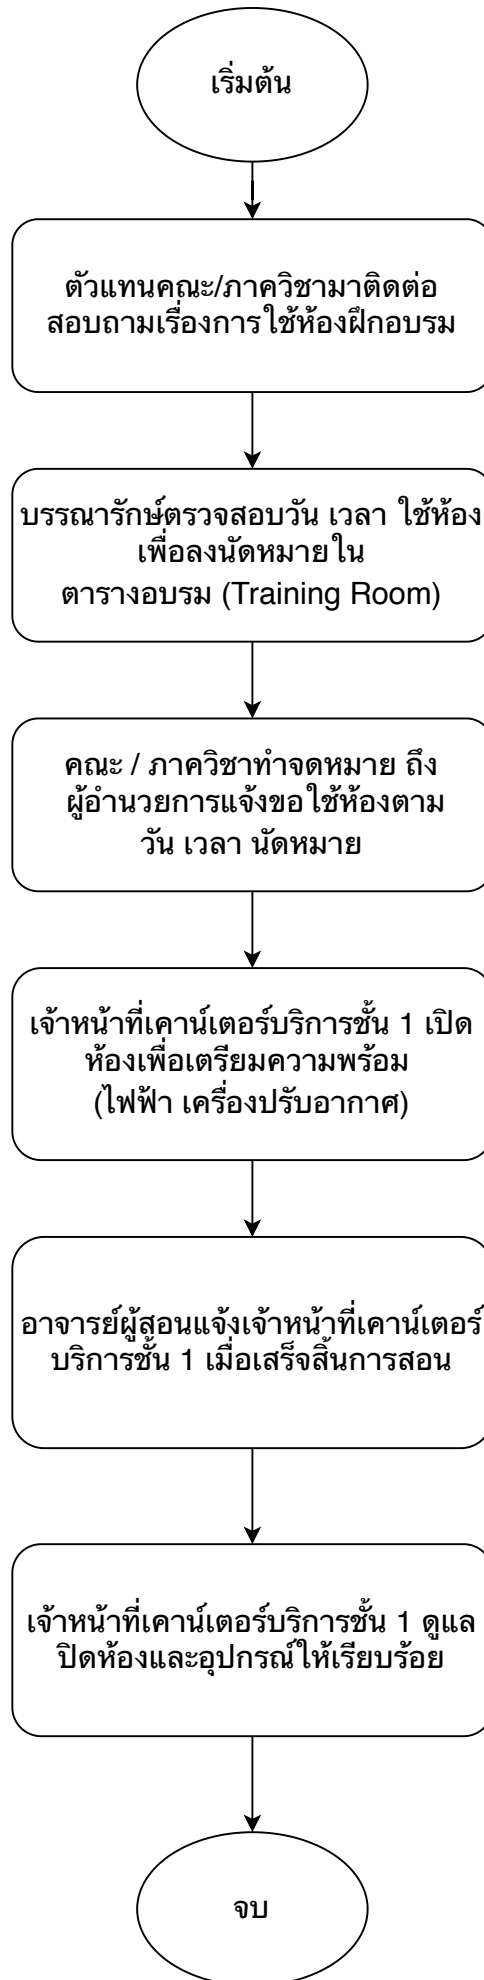 เริ่มต้น
ตัวแทนคณะ/ภาควิชามาติดต่อ
สอบถามเรื่องการใช้ห้องฝึกอบรม
บรรณารักษ์ตรวจสอบวัน เวลา ใช้ห้อง
เพื่อลงนัดหมายใน
ตารางอบรม (Training Room)
คณะ / ภาควิชาทำจดหมาย ถึง
ผู้อำนวยการแจ้งขอใช้ห้องตาม
วัน เวลา นัดหมาย
เจ้าหน้าที่เคาน์เตอร์บริการชั้น 1 เปิด
ห้องเพื่อเตรียมความพร้อม
(ไฟฟ้า เครื่องปรับอากาศ)
อาจารย์ผู้สอนแจ้งเจ้าหน้าที่เคาน์เตอร์
บริการชั้น 1 เมื่อเสร็จสิ้นการสอน
เจ้าหน้าที่เคาน์เตอร์บริการชั้น 1 ดูแล
ปิดห้องและอุปกรณ์ให้เรียบร้อย
จบ